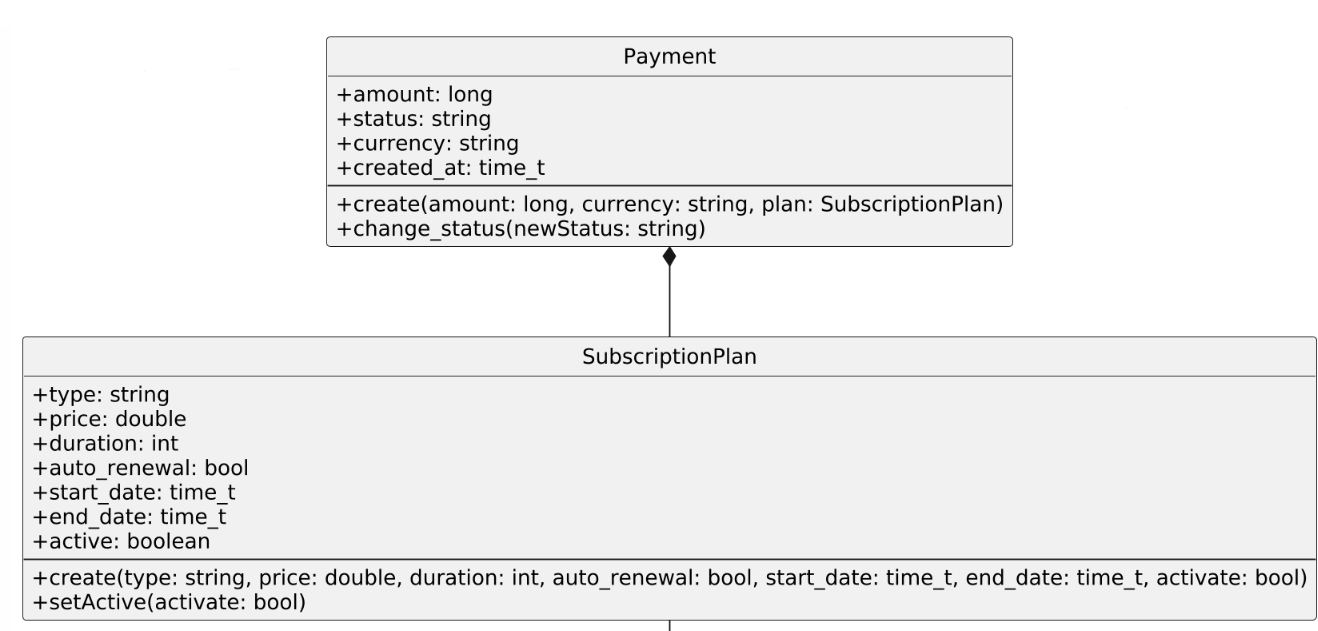 Payment
+amount: long
+status: string
+currency: string
+created_at: time_t
+create(amount: long, currency: string, plan: SubscriptionPlan)
+change_status(newStatus: string)
SubscriptionPlan
+type: string
+price: double
+duration: int
+auto_renewal: bool
+start_date: time_t
+end_date: time_t
+active: boolean
+create(type: string, price: double, duration: int, auto_renewal: bool, start_date: time_t, end_date: time_t, activate: bool)
+setActive(activate: bool)